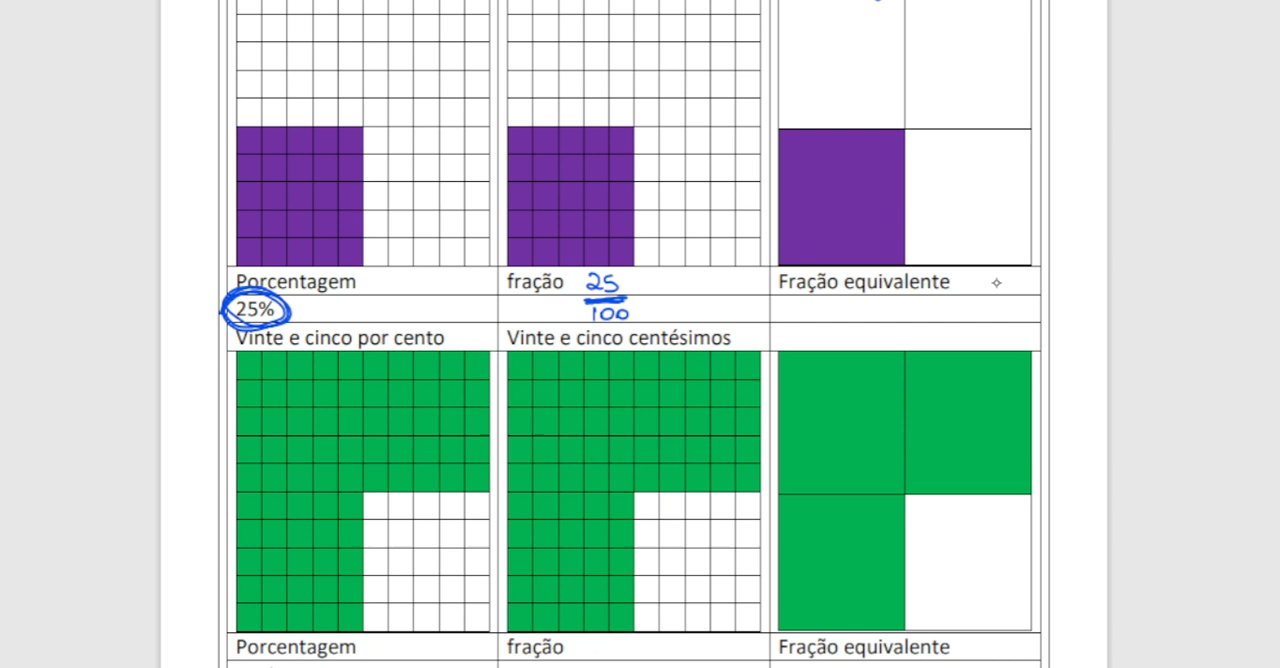 Porcentagem fração 25/100 Fração equivalente
25%
Vinte e cinco por cento Vinte e cinco centésimos
Porcentagem fração Fração equivalente